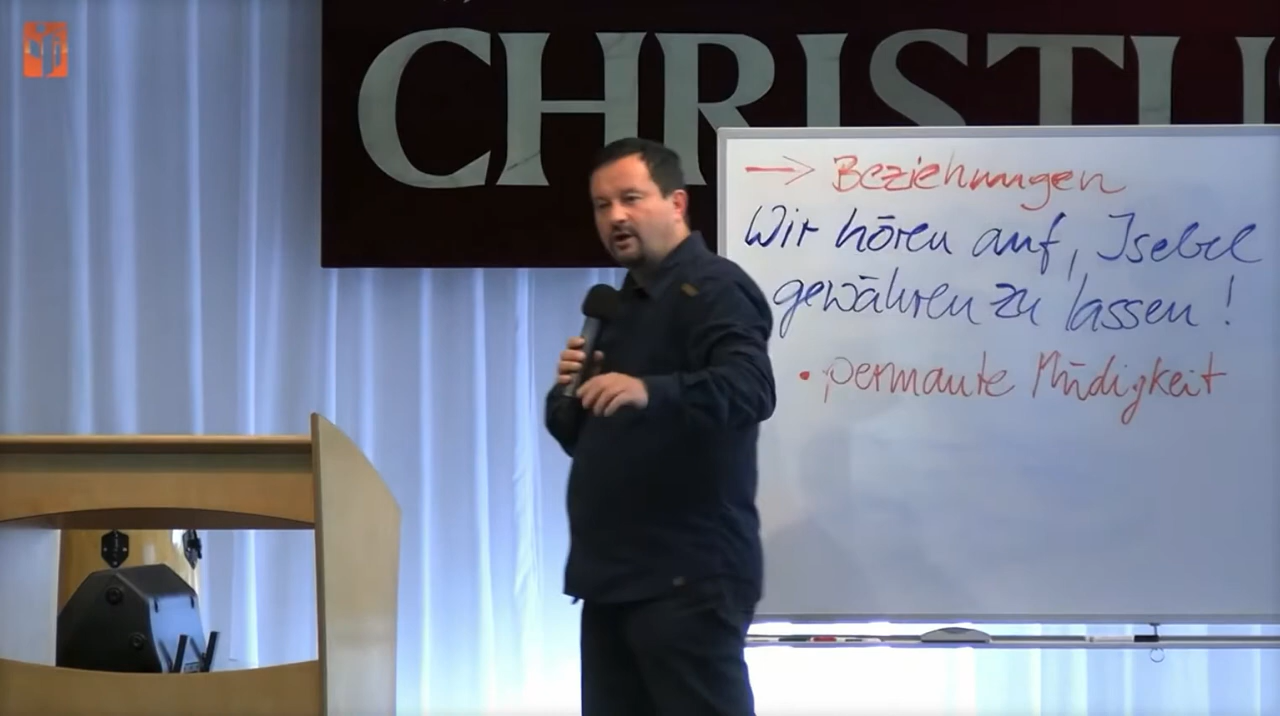 CHRISTU
→ Beziehungen
Wir hören auf, Isebel
gewähren zu lassen!
• permante Müdigkeit